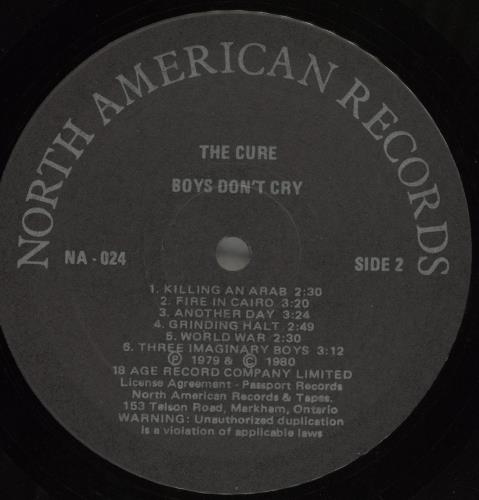 NORTH AMERICAN RECORDS
THE CURE
BOYS DON'T CRY
NA - 024
SIDE 2
1. KILLING AN ARAB 2:30
2. FIRE IN CAIRO 3:20
3. ANOTHER DAY 3:24
4. GRINDING HALT 2:49
5. WORLD WAR 2:30
6. THREE IMAGINARY BOYS 3:12
℗ 1979 & © 1980
18 AGE RECORD COMPANY LIMITED
License Agreement - Passport Records
North American Records & Tapes.
153 Telson Road, Markham, Ontario
WARNING: Unauthorized duplication
is a violation of applicable laws